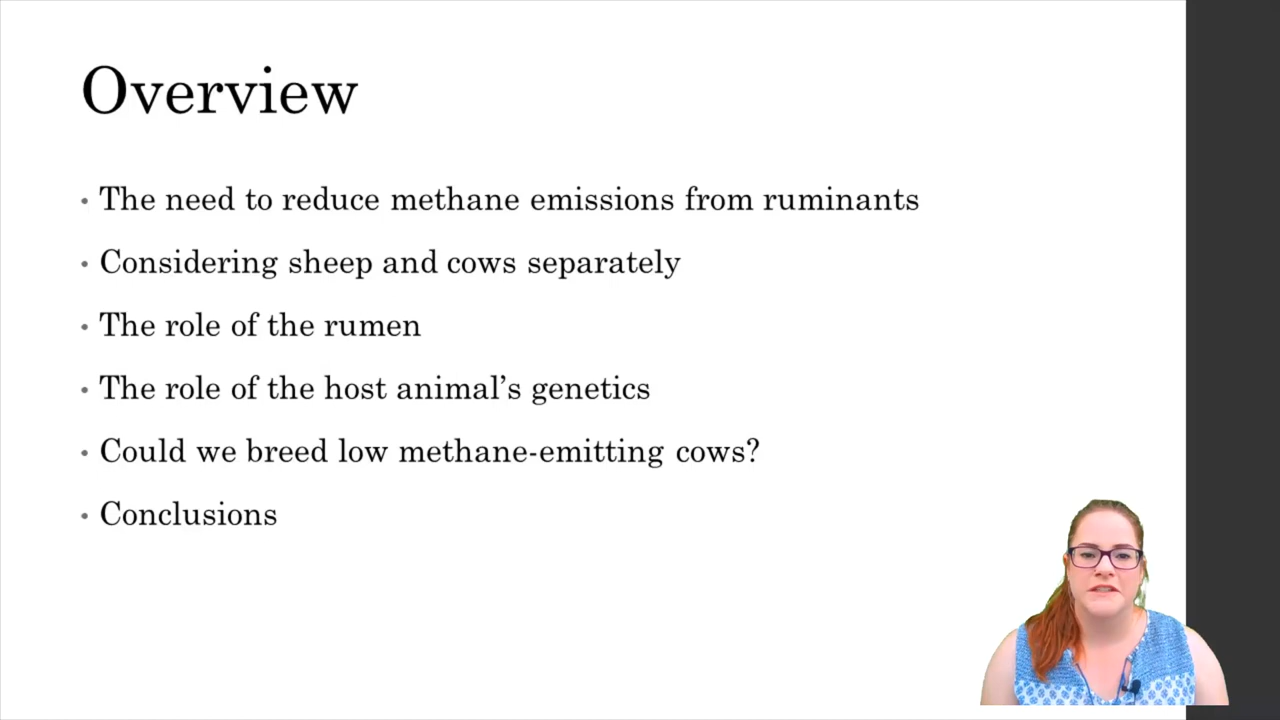 Overview
• The need to reduce methane emissions from ruminants
• Considering sheep and cows separately
• The role of the rumen
• The role of the host animal’s genetics
• Could we breed low methane-emitting cows?
• Conclusions